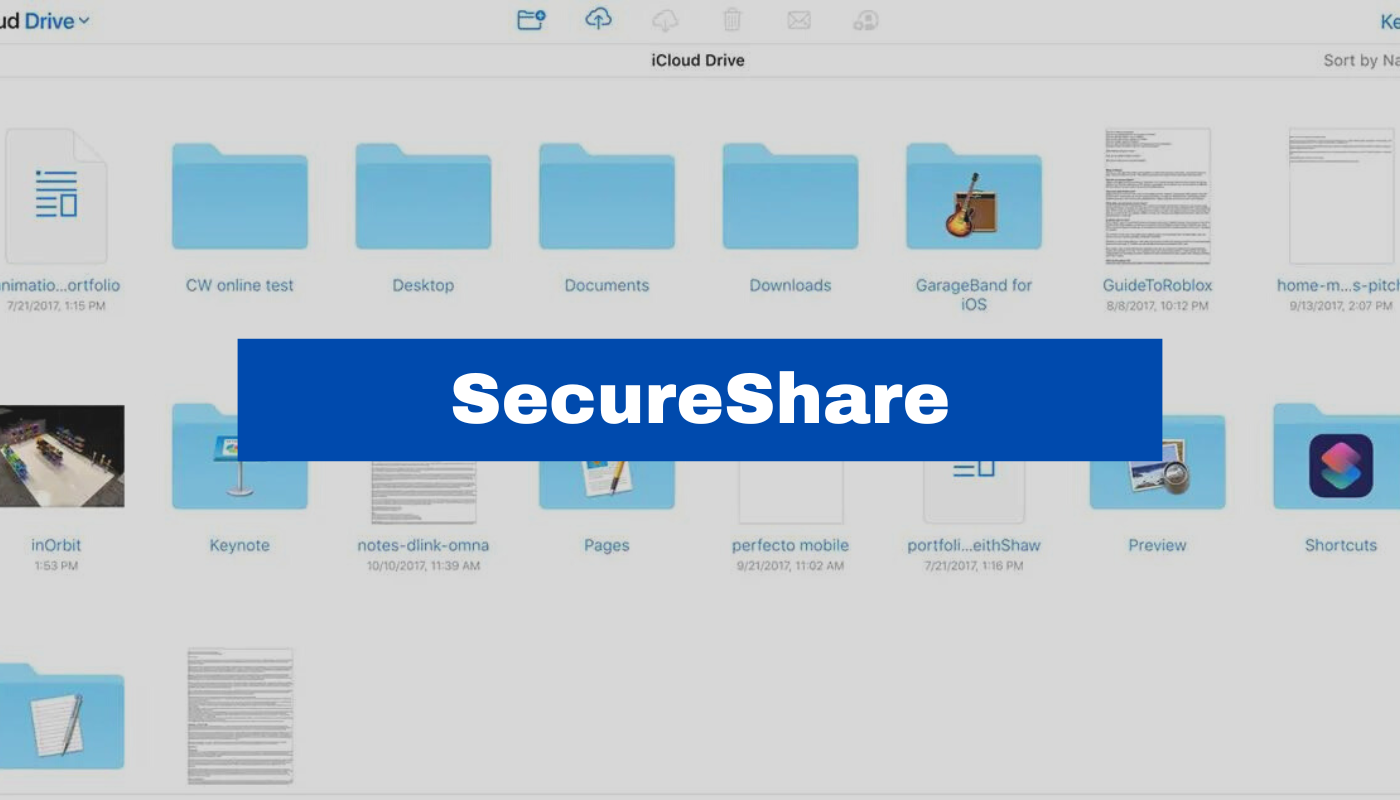 ud Drive
Ke
iCloud Drive
Sort by Na
nimatio...ortfolio
7/21/2017, 1:15 PM
CW online test
Desktop
Documents
Downloads
GarageBand for
iOS
GuideToRoblox
8/8/2017, 10:12 PM
home-m...s-pitch
9/13/2017, 2:07 PM
SecureShare
inOrbit
1:53 PM
Keynote
notes-dlink-omna
10/10/2017, 11:39 AM
Pages
perfecto mobile
9/21/2017, 11:02 AM
portfoli...eithShaw
7/21/2017, 1:16 PM
Preview
Shortcuts